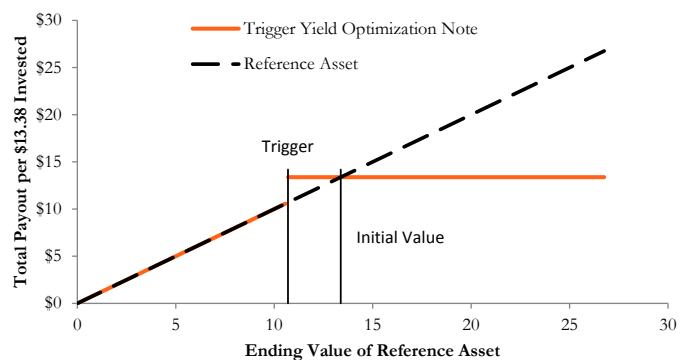 $30
Trigger Yield Optimization Note
$25
Reference Asset
$20
Trigger
$15
$10
Initial Value
$5
$0
0 5 10 15 20 25 30
Total Payout per $13.38 Invested
Ending Value of Reference Asset